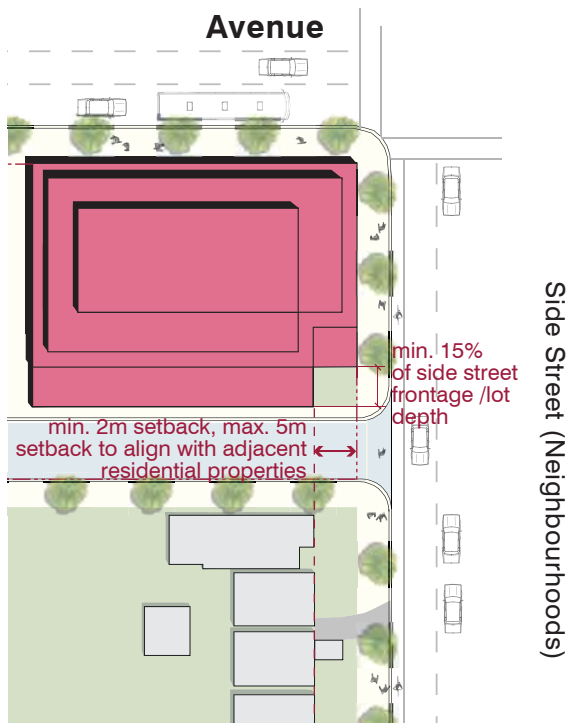 Avenue
Side Street (Neighbourhoods)
min. 15%
of side street
frontage /lot
depth
min. 2m setback, max. 5m
setback to align with adjacent
residential properties